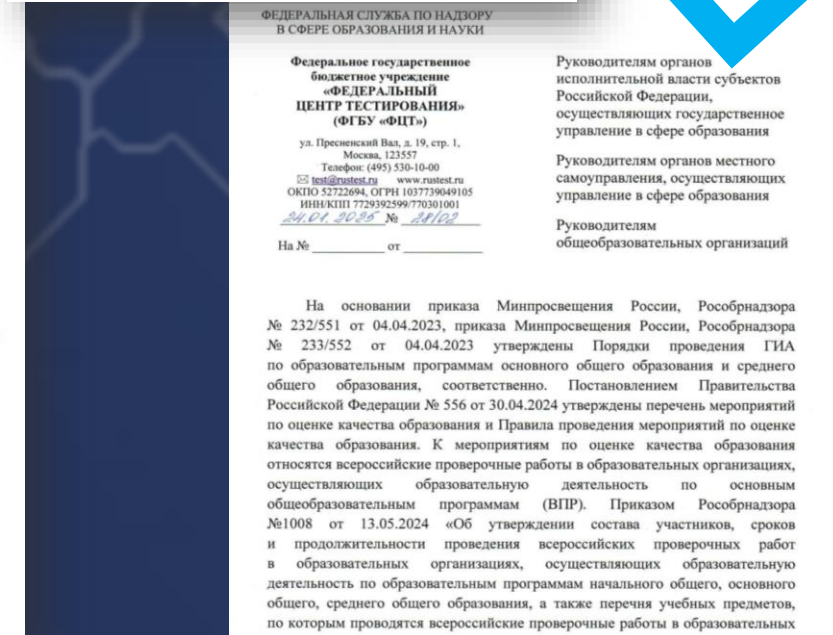 ФЕДЕРАЛЬНАЯ СЛУЖБА ПО НАДЗОРУ
В СФЕРЕ ОБРАЗОВАНИЯ И НАУКИ
Федеральное государственное
бюджетное учреждение
«ФЕДЕРАЛЬНЫЙ
ЦЕНТР ТЕСТИРОВАНИЯ»
(ФГБУ «ФЦТ»)
ул. Пресненский Вал, д. 19, стр. 1,
Москва, 123557
Телефон: (495) 530-10-00
test@rustest.ru www.rustest.ru
ОКПО 52722694, ОГРН 1037739049105
ИНН/КПП 7729392599/770301001
24.01.2025 № 28/02
На № от
Руководителям органов
исполнительной власти субъектов
Российской Федерации,
осуществляющих государственное
управление в сфере образования
Руководителям органов местного
самоуправления, осуществляющих
управление в сфере образования
Руководителям
общеобразовательных организаций
На основании приказа Минпросвещения России, Рособрнадзора
№ 232/551 от 04.04.2023, приказа Минпросвещения России, Рособрнадзора
№ 233/552 от 04.04.2023 утверждены Порядки проведения ГИА
по образовательным программам основного общего образования и среднего
общего образования, соответственно. Постановлением Правительства
Российской Федерации № 556 от 30.04.2024 утверждены перечень мероприятий
по оценке качества образования и Правила проведения мероприятий по оценке
качества образования. К мероприятиям по оценке качества образования
относятся всероссийские проверочные работы в образовательных организациях,
осуществляющих образовательную деятельность по основным
общеобразовательным программам (ВПР). Приказом Рособрнадзора
№1008 от 13.05.2024 «Об утверждении состава участников, сроков
и продолжительности проведения всероссийских проверочных работ
в образовательных организациях, осуществляющих образовательную
деятельность по образовательным программам начального общего, основного
общего, среднего общего образования, а также перечня учебных предметов,
по которым проводятся всероссийские проверочные работы в образовательных